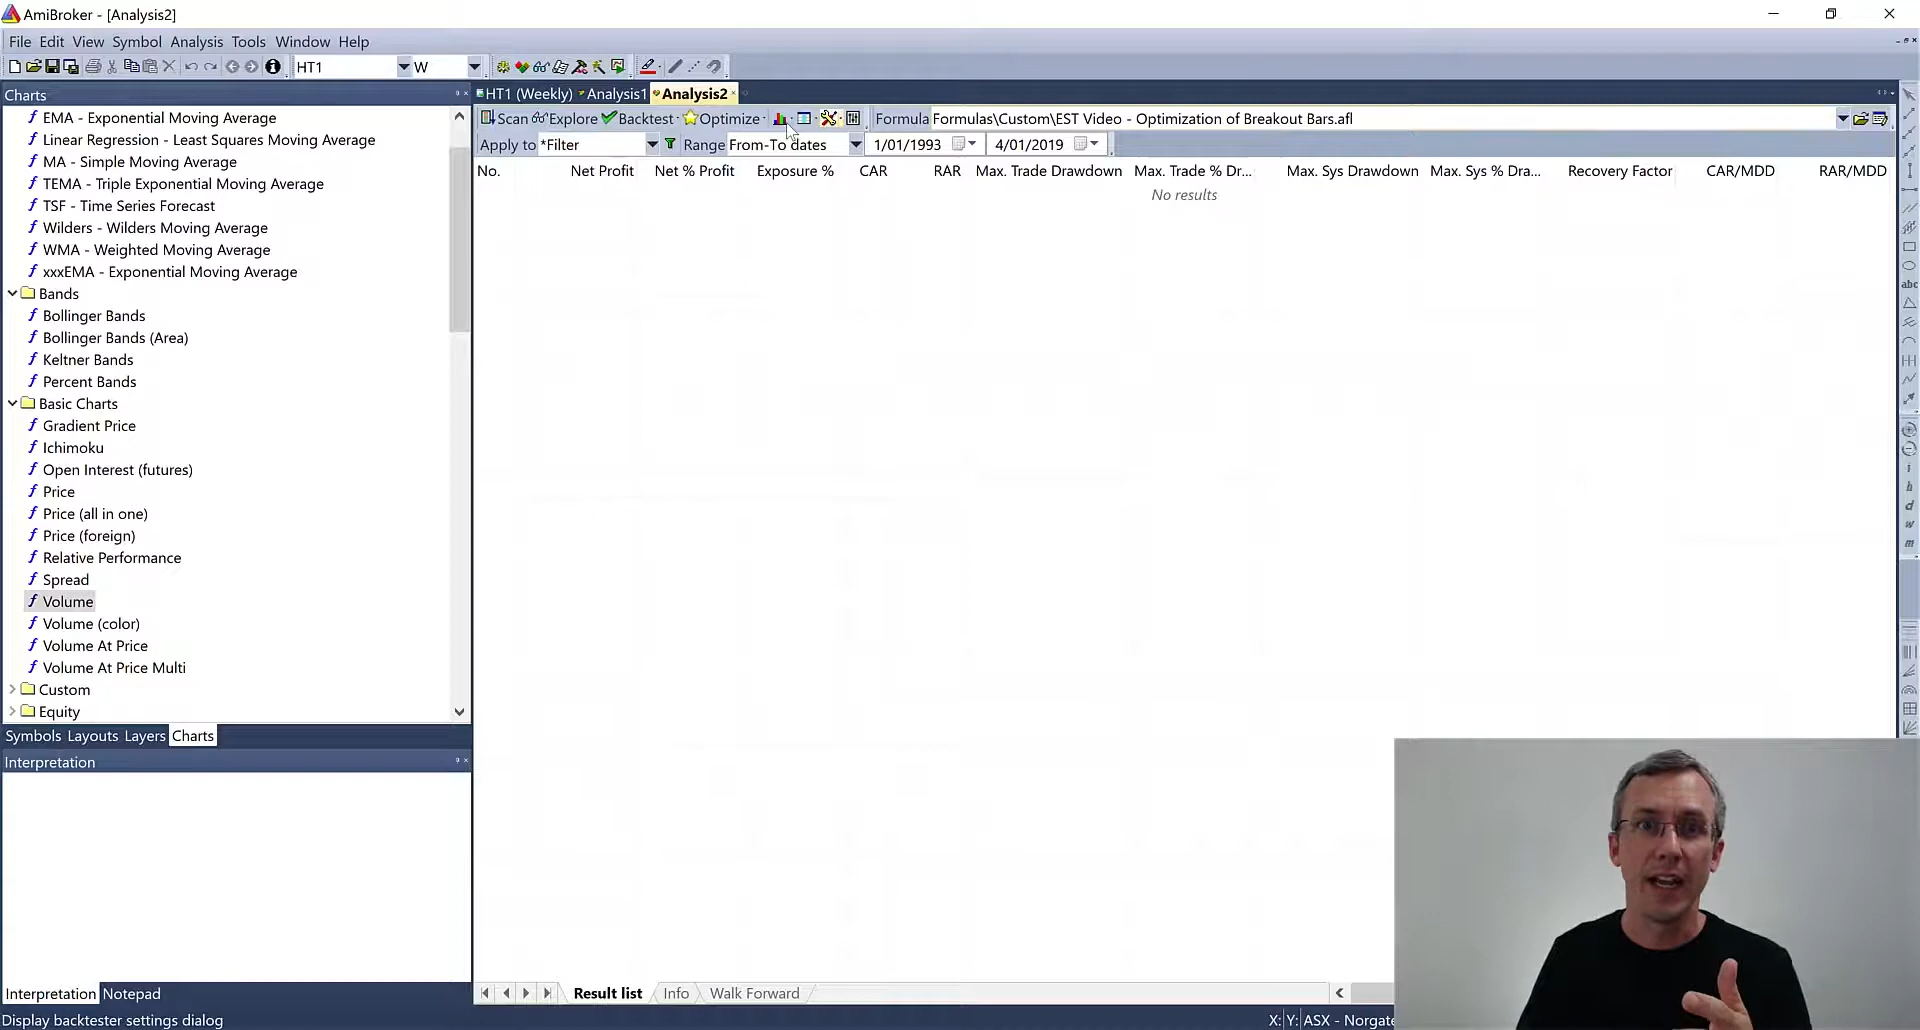 AmiBroker - [Analysis2]
File Edit View Symbol Analysis Tools Window Help
HT1 W
Charts
HT1 (Weekly) Analysis1 Analysis2
EMA - Exponential Moving Average
Linear Regression - Least Squares Moving Average
MA - Simple Moving Average
TEMA - Triple Exponential Moving Average
TSF - Time Series Forecast
Wilders - Wilders Moving Average
WMA - Weighted Moving Average
xxxEMA - Exponential Moving Average
Bands
Bollinger Bands
Bollinger Bands (Area)
Keltner Bands
Percent Bands
Basic Charts
Gradient Price
Ichimoku
Open Interest (futures)
Price
Price (all in one)
Price (foreign)
Relative Performance
Spread
Volume
Volume (color)
Volume At Price
Volume At Price Multi
Custom
Equity
Symbols Layouts Layers Charts
Interpretation
Interpretation Notepad
Display backtester settings dialog
Scan Explore Backtest Optimize Formula Formulas\Custom\EST Video - Optimization of Breakout Bars.afl
Apply to *Filter Range From-To dates 1/01/1993 4/01/2019
No. Net Profit Net % Profit Exposure % CAR RAR Max. Trade Drawdown Max. Trade % Dr... Max. Sys Drawdown Max. Sys % Dra... Recovery Factor CAR/MDD RAR/MDD
No results
Result list Info Walk Forward
X: Y: ASX - Norgate
abc
i
h
d
w
m